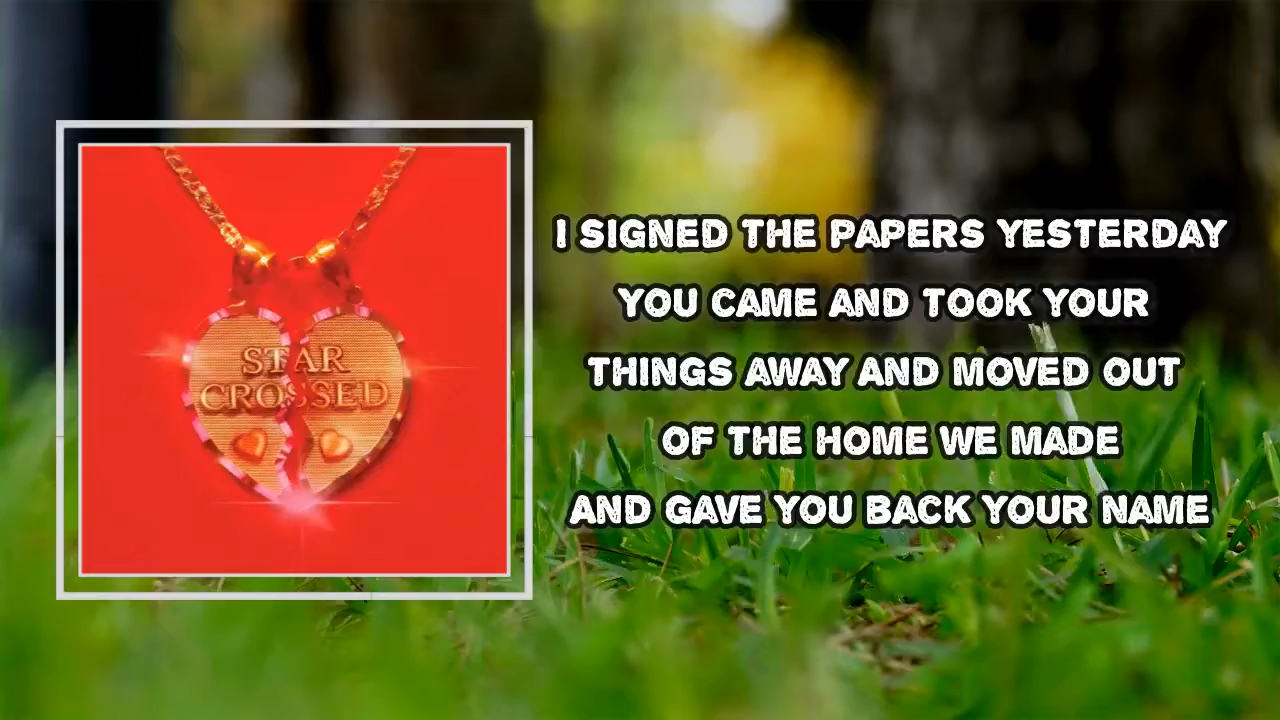 STAR
CROSSED
I SIGNED THE PAPERS YESTERDAY
YOU CAME AND TOOK YOUR
THINGS AWAY AND MOVED OUT
OF THE HOME WE MADE
AND GAVE YOU BACK YOUR NAME